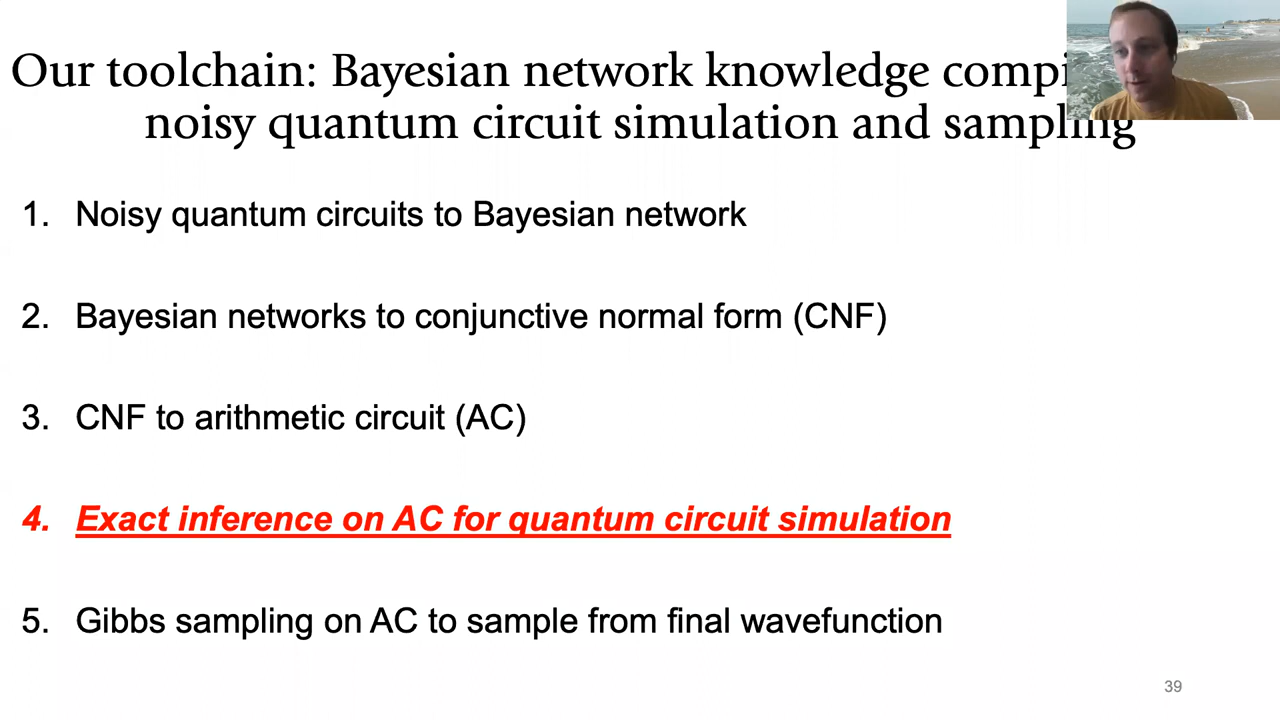 Our toolchain: Bayesian network knowledge compi
noisy quantum circuit simulation and sampling
1. Noisy quantum circuits to Bayesian network
2. Bayesian networks to conjunctive normal form (CNF)
3. CNF to arithmetic circuit (AC)
4. Exact inference on AC for quantum circuit simulation
5. Gibbs sampling on AC to sample from final wavefunction
39